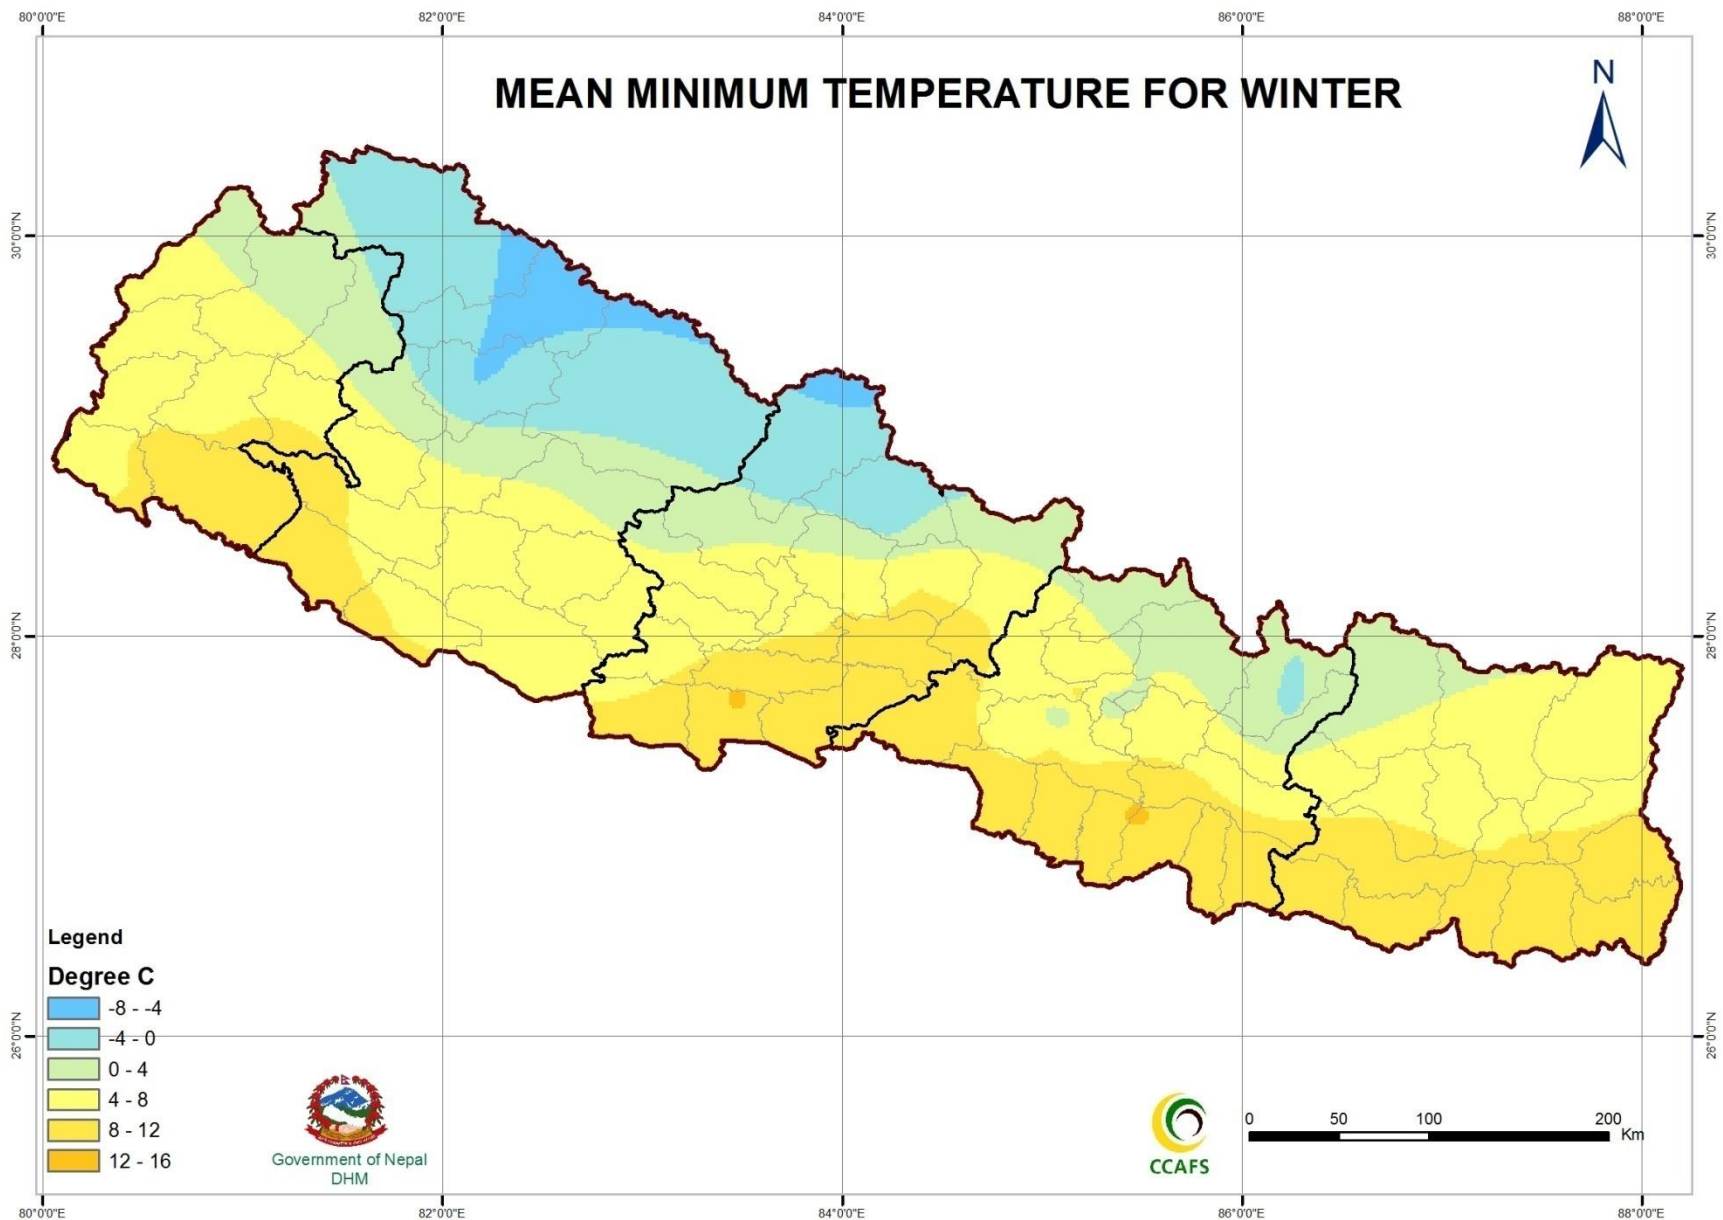 80°0'0"E 82°0'0"E 84°0'0"E 86°0'0"E 88°0'0"E
MEAN MINIMUM TEMPERATURE FOR WINTER
N
30°0'0"N 30°0'0"N
28°0'0"N 28°0'0"N
26°0'0"N 26°0'0"N
Legend
Degree C
-8 - -4
-4 - 0
0 - 4
4 - 8
8 - 12
12 - 16
Government of Nepal
DHM
CCAFS
0 50 100 200
Km
80°0'0"E 82°0'0"E 84°0'0"E 86°0'0"E 88°0'0"E